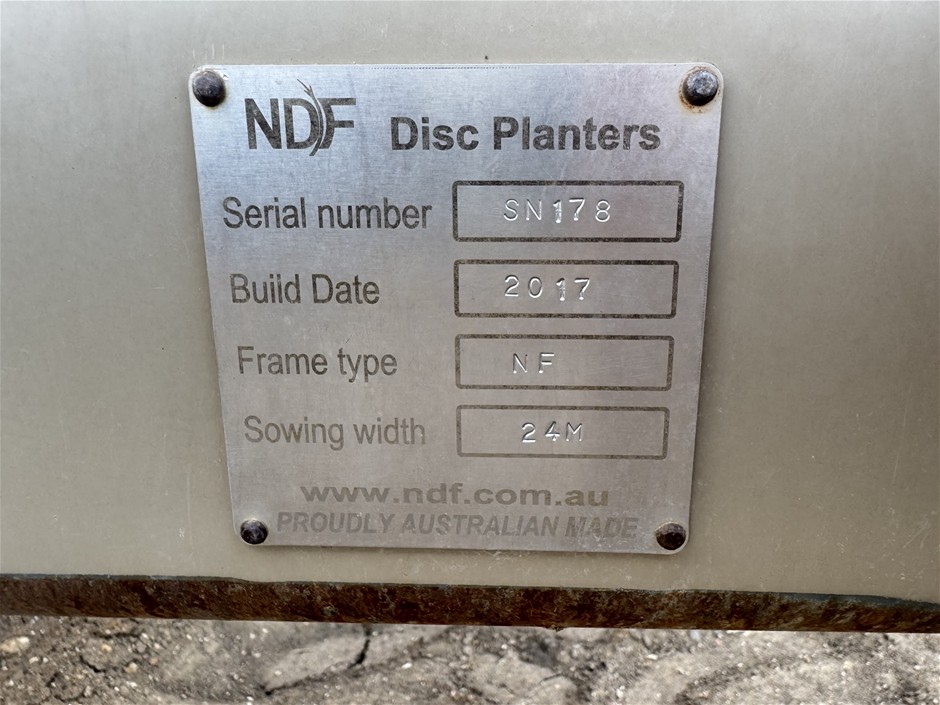 NDF Disc Planters
Serial number SN178
Build Date 2017
Frame type NF
Sowing width 24M
www.ndf.com.au
PROUDLY AUSTRALIAN MADE